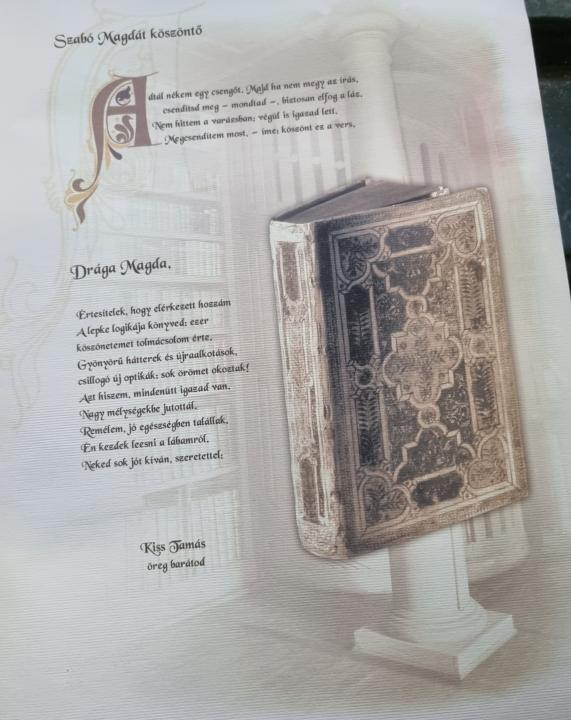 Szabó Magdát köszöntő
Adtál nékem egy csengőt. Majd ha nem megy az írás,
csendítsd meg – mondtad –, biztosan elfog a láz.
Nem hittem a varázsban; végül is igazad lett.
Megcsendítem most, – íme: köszönt ez a vers.
Drága Magda,
Értesítelek, hogy elérkezett hozzám
A lepke logikája könyved; ezer
köszönetemet tolmácsolom érte.
Gyönyörű hátterek és újraalkotások,
csillogó új optikák; sok örömet okoztak!
Azt hiszem, mindenütt igazad van.
Nagy mélységekbe jutottál.
Remélem, jó egészségben talállak.
Én kezdek leesni a lábamról.
Neked sok jót kíván, szeretettel:
Kiss Tamás
öreg barátod